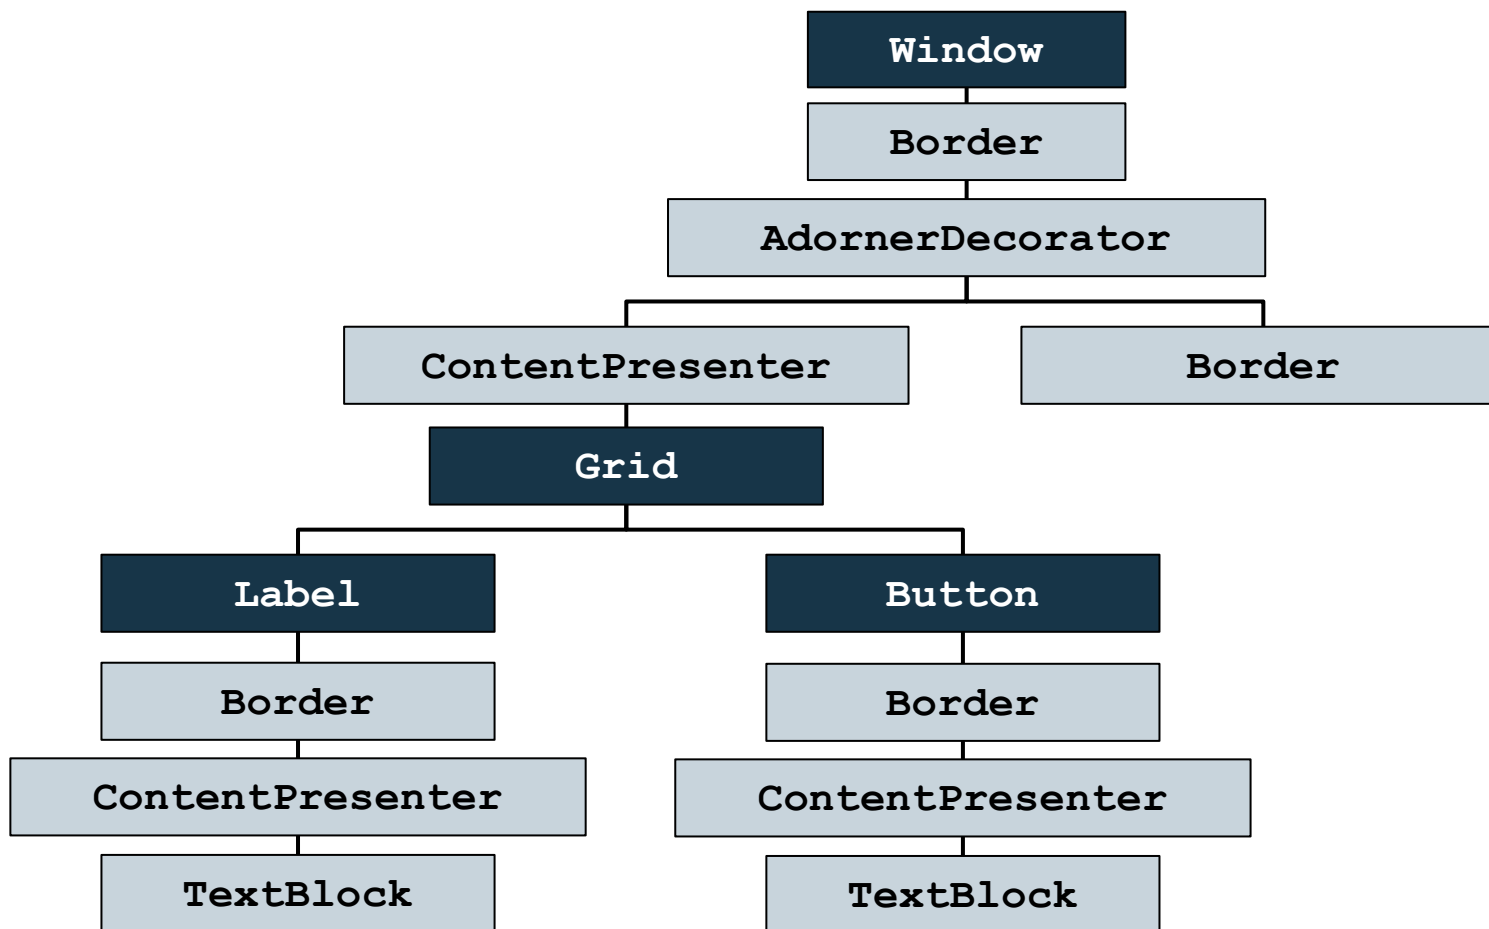 Window
Border
AdornerDecorator
ContentPresenter
Border
Grid
Label
Button
Border
Border
ContentPresenter
ContentPresenter
TextBlock
TextBlock